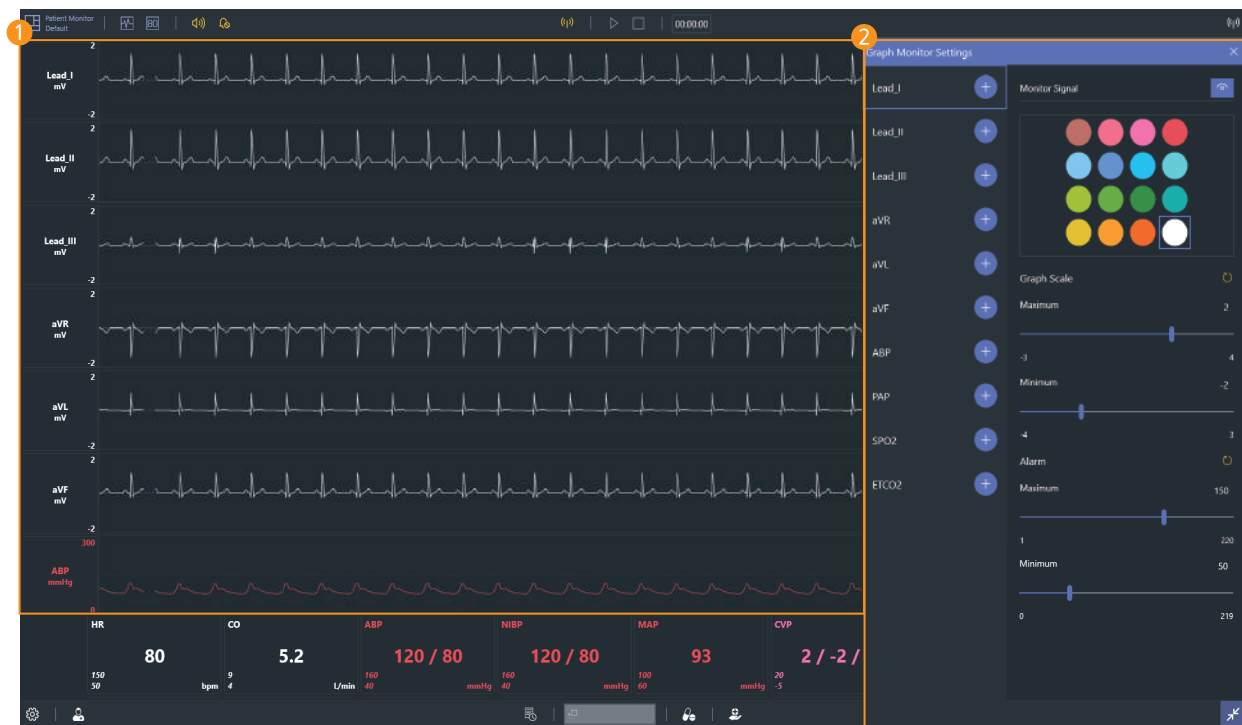 Patient Monitor
Default
80
00:00:00
1
2
Lead_I
mV
2
-2
Lead_II
mV
2
-2
Lead_III
mV
2
-2
aVR
mV
2
-2
aVL
mV
2
-2
aVF
mV
2
-2
ABP
mmHg
300
0
HR
80
150
50
bpm
CO
5.2
9
4
L/min
ABP
120 / 80
160
40
mmHg
NIBP
120 / 80
160
40
mmHg
MAP
93
100
60
mmHg
CVP
2 / -2 /
20
-5
Graph Monitor Settings
Lead_I
Lead_II
Lead_III
aVR
aVL
aVF
ABP
PAP
SPO2
ETCO2
Monitor Signal
Graph Scale
Maximum 2
-3 4
Minimum -2
-4 3
Alarm
Maximum 150
1 220
Minimum 50
0 219